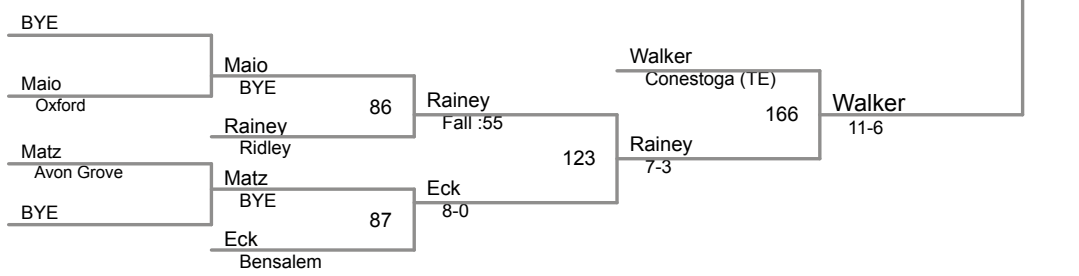 BYE
Maio
Oxford
Matz
Avon Grove
BYE
Maio
BYE
86
Rainey
Ridley
Matz
BYE
87
Eck
Bensalem
Rainey
Fall :55
123
Eck
8-0
Walker
Conestoga (TE)
166
Rainey
7-3
Walker
11-6